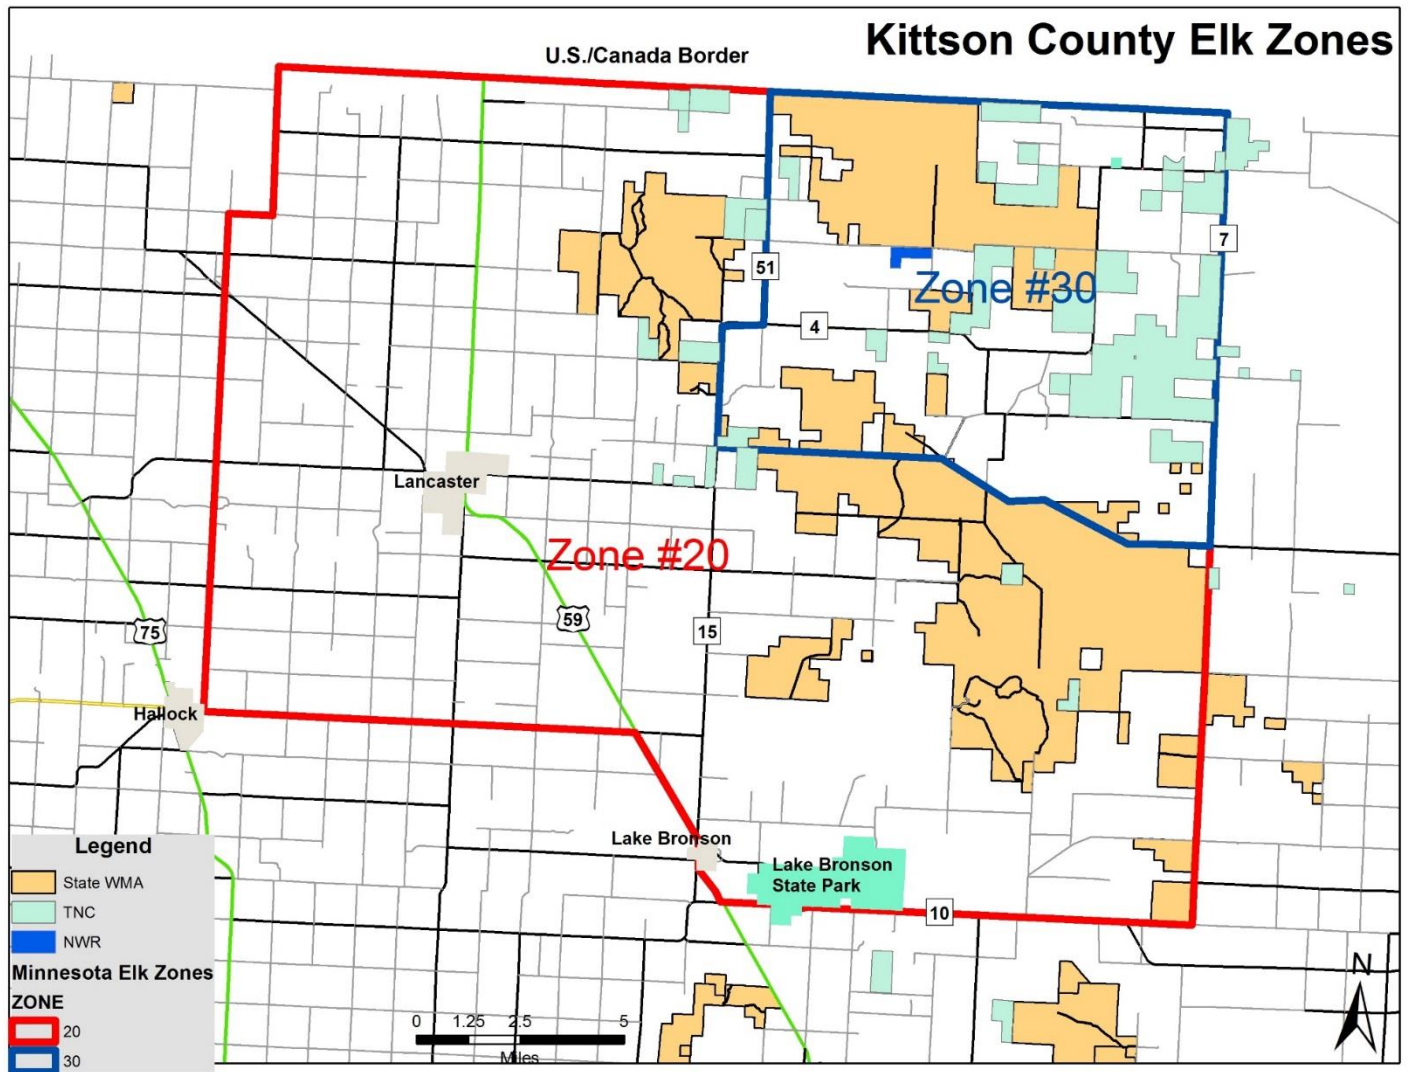 Kittson County Elk Zones
U.S./Canada Border
7
51
Zone #30
4
Lancaster
Zone #20
59
75
15
Hallock
Lake Bronson
Lake Bronson
State Park
10
Legend
State WMA
TNC
NWR
Minnesota Elk Zones
ZONE
20
30
0 1.25 2.5 5
Miles
N